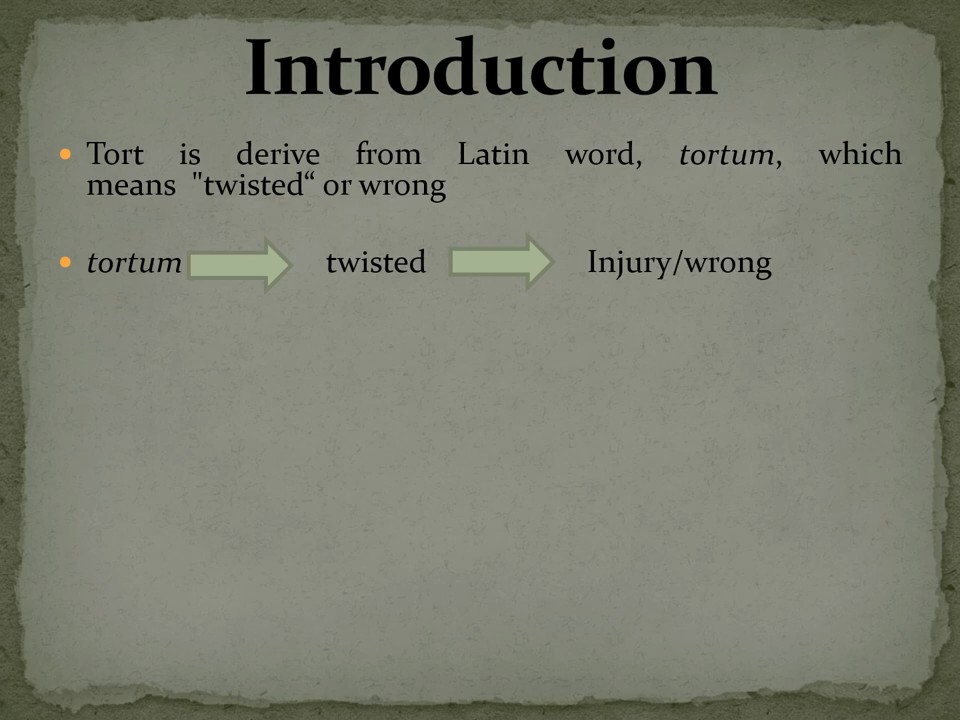 Introduction
• Tort is derive from Latin word, tortum, which
means "twisted“ or wrong
• tortum twisted Injury/wrong